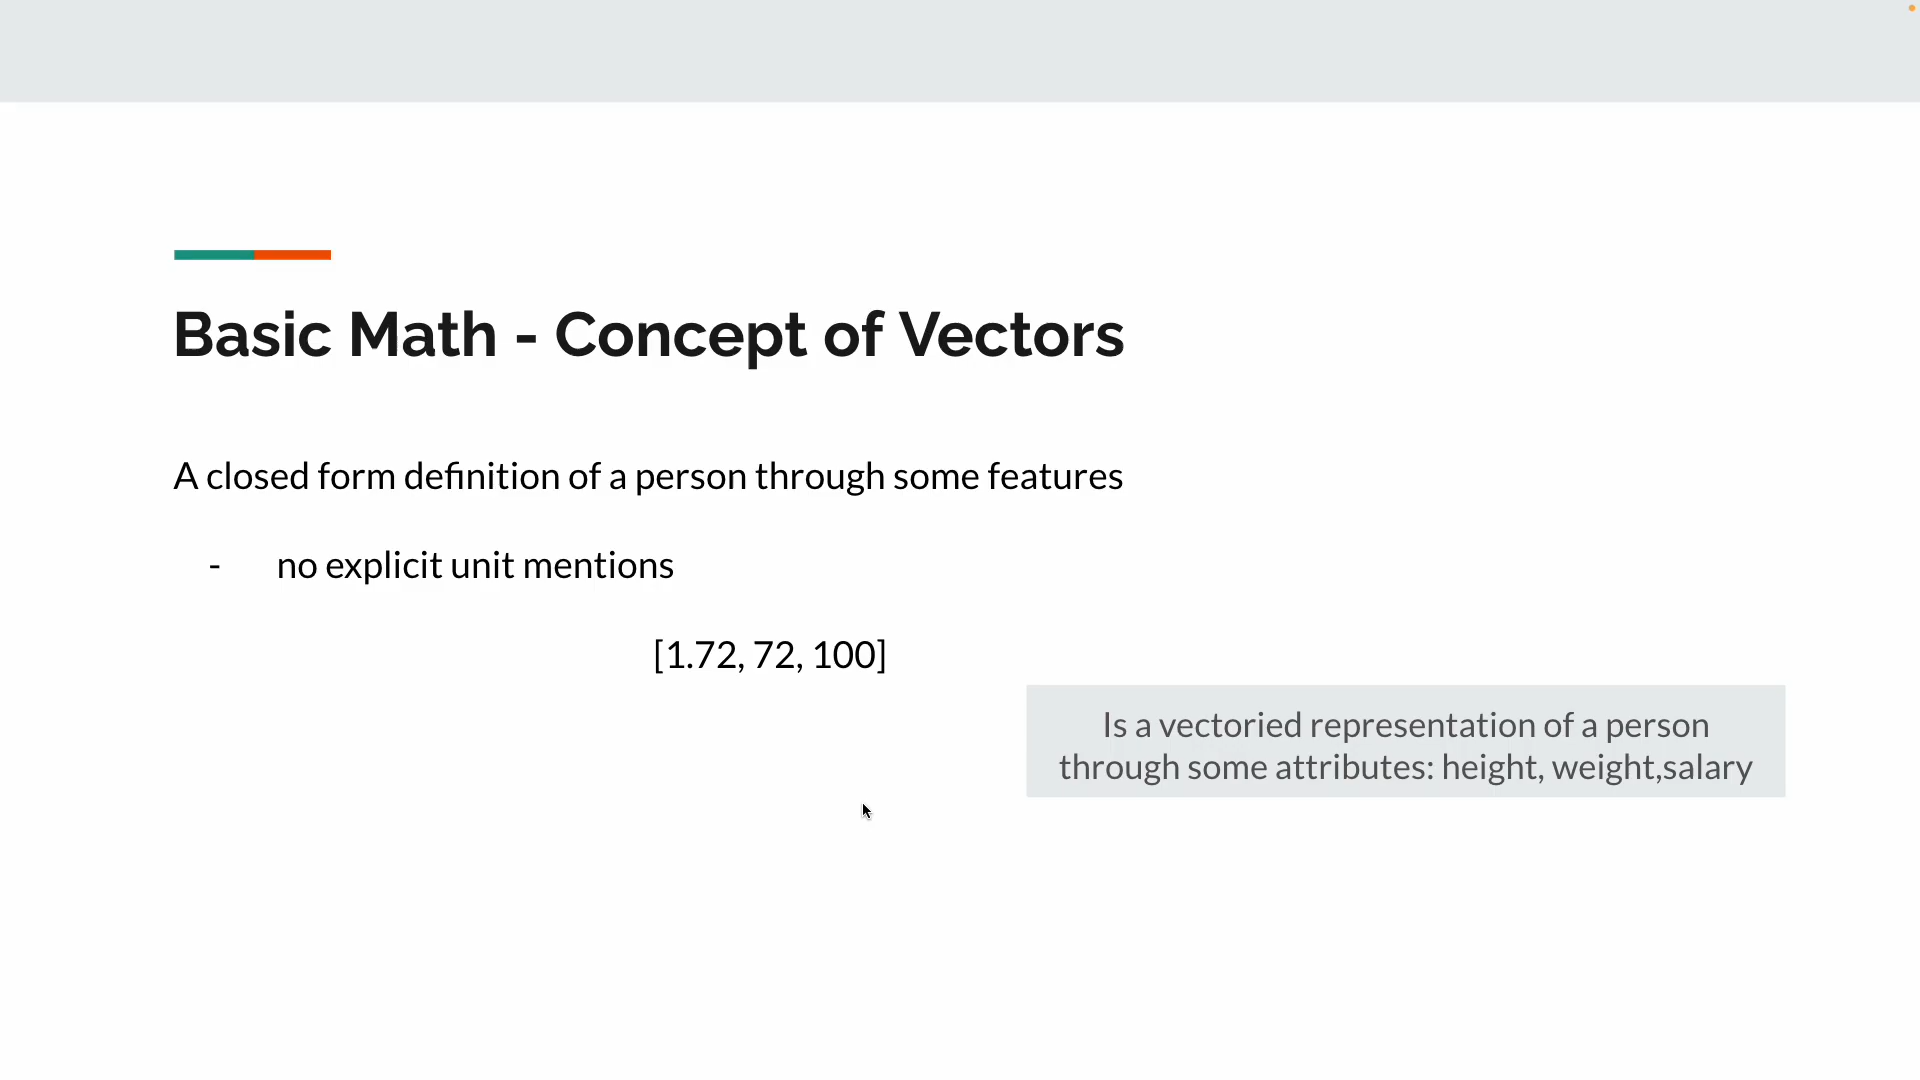 Basic Math - Concept of Vectors
A closed form definition of a person through some features
- no explicit unit mentions
[1.72, 72, 100]
Is a vectoried representation of a person
through some attributes: height, weight,salary